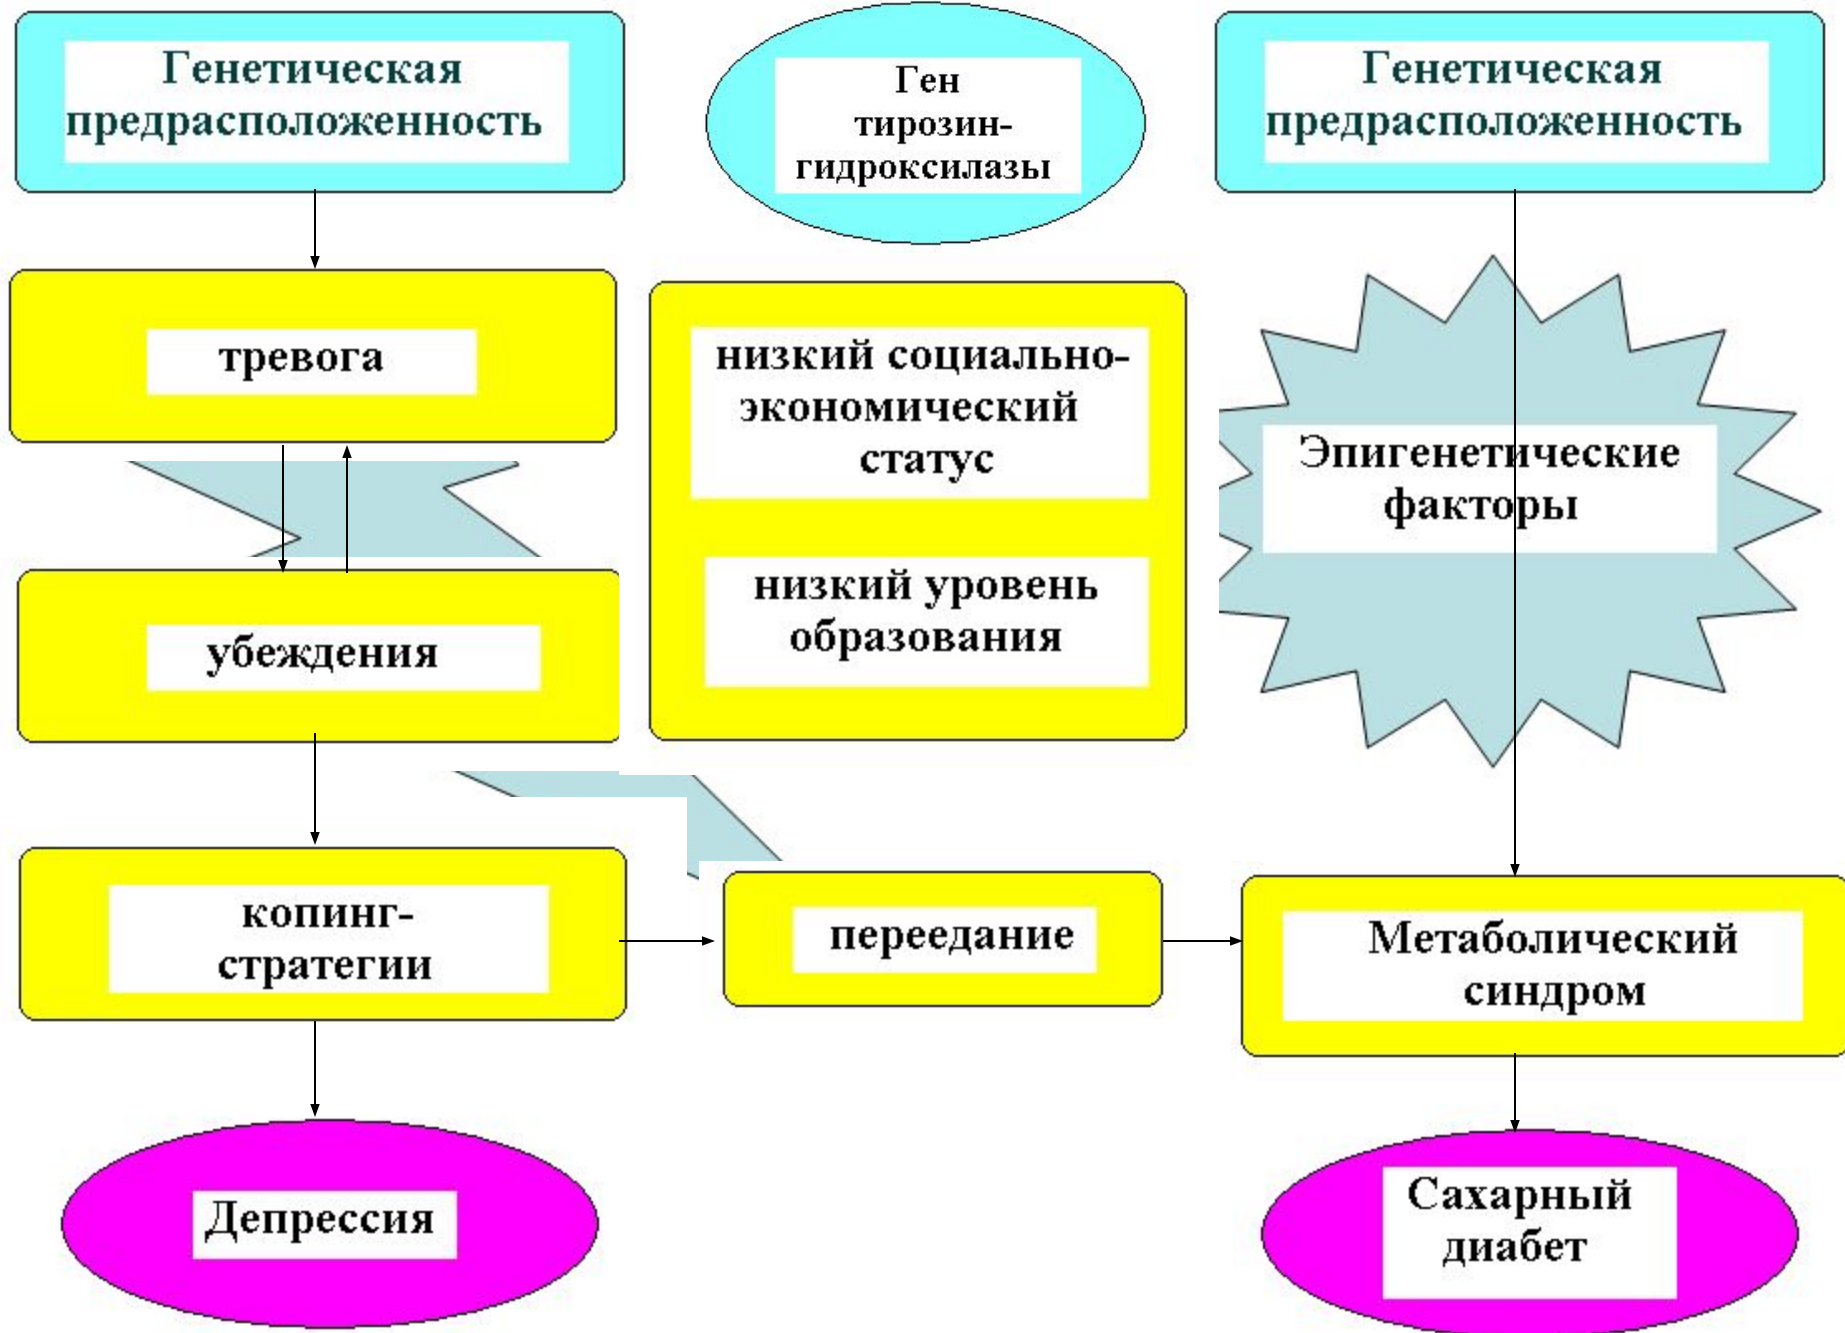 Генетическая
предрасположенность
Ген
тирозин-
гидроксилазы
Генетическая
предрасположенность
тревога
низкий социально-
экономический
статус
Эпигенетические
факторы
убеждения
низкий уровень
образования
копинг-
стратегии
переедание
Метаболический
синдром
Депрессия
Сахарный
диабет